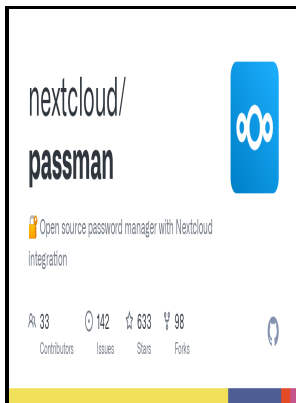 nextcloud/
passman
Open source password manager with Nextcloud
integration
33 142 633 98
Contributors Issues Stars Forks